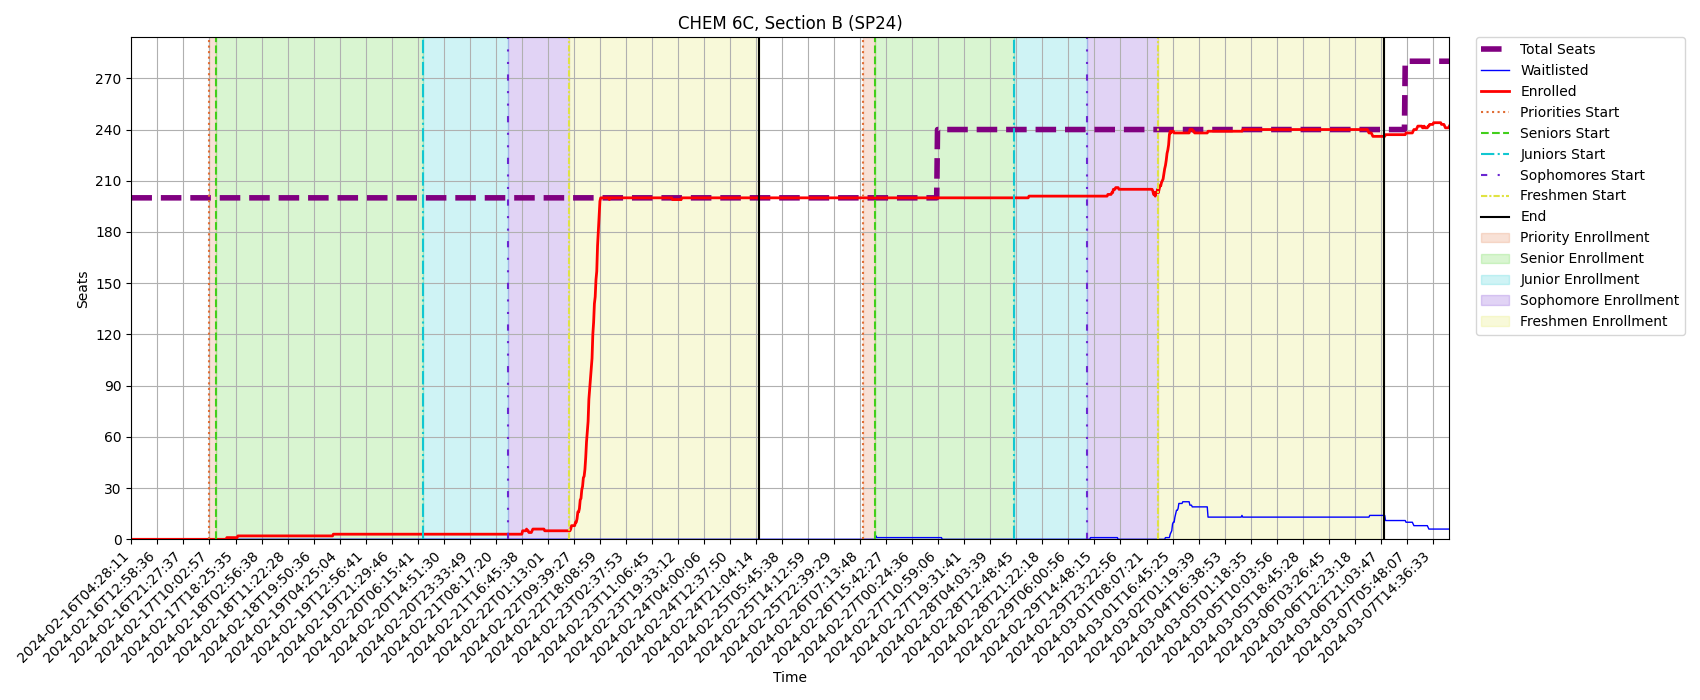 CHEM 6C, Section B (SP24)
Seats
270
240
210
180
150
120
90
60
30
0
2024-02-16T04:28:11
2024-02-16T12:58:36
2024-02-16T21:27:37
2024-02-17T10:02:57
2024-02-17T18:25:35
2024-02-18T02:56:38
2024-02-18T11:22:28
2024-02-18T19:50:36
2024-02-19T04:25:04
2024-02-19T12:56:41
2024-02-19T21:29:46
2024-02-20T06:15:41
2024-02-20T14:51:30
2024-02-20T23:33:49
2024-02-21T08:17:20
2024-02-21T16:45:38
2024-02-22T01:13:01
2024-02-22T09:39:27
2024-02-22T18:08:59
2024-02-23T02:37:53
2024-02-23T11:06:45
2024-02-23T19:33:12
2024-02-24T04:00:06
2024-02-24T12:37:50
2024-02-24T21:04:14
2024-02-25T05:45:38
2024-02-25T14:12:59
2024-02-25T22:39:29
2024-02-26T07:13:48
2024-02-26T15:42:27
2024-02-27T00:24:36
2024-02-27T10:59:06
2024-02-27T19:31:41
2024-02-28T04:03:39
2024-02-28T12:48:45
2024-02-28T21:22:18
2024-02-29T06:00:56
2024-02-29T14:48:15
2024-02-29T23:22:56
2024-03-01T08:07:21
2024-03-01T16:45:23
2024-03-02T01:19:39
2024-03-04T16:38:53
2024-03-05T01:18:35
2024-03-05T10:03:56
2024-03-05T18:45:28
2024-03-06T03:26:45
2024-03-06T12:23:18
2024-03-06T21:03:47
2024-03-07T05:48:07
2024-03-07T14:36:33
Time
Total Seats
Waitlisted
Enrolled
Priorities Start
Seniors Start
Juniors Start
Sophomores Start
Freshmen Start
End
Priority Enrollment
Senior Enrollment
Junior Enrollment
Sophomore Enrollment
Freshmen Enrollment